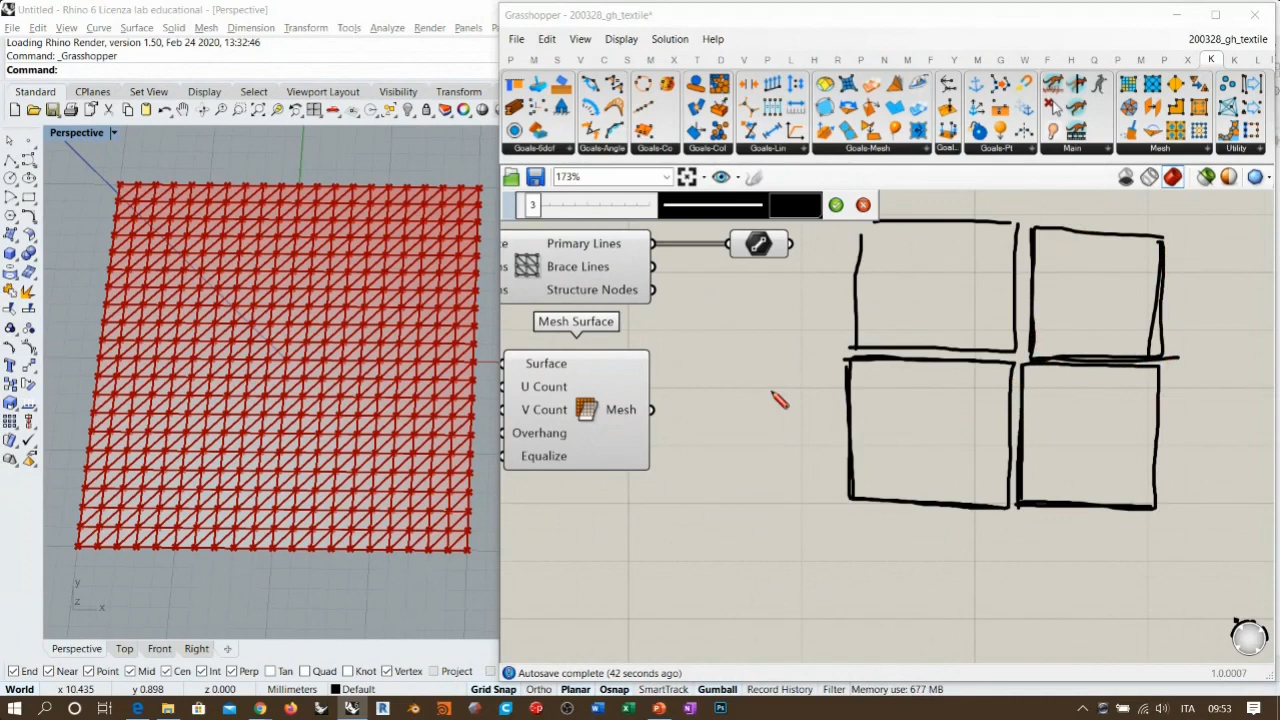 Untitled - Rhino 6 Licenza lab educational - [Perspective]
File Edit View Curve Surface Solid Mesh Dimension Transform Tools Analyze Render Panels
Loading Rhino Render, version 1.50, Feb 24 2020, 13:32:46
Command: _Grasshopper
Command:
Standard CPlanes Set View Display Select Viewport Layout Transform
Perspective
y
z x
Perspective Top Front Right
End Near Point Mid Cen Int Perp Tan Quad Knot Vertex Project
World x 10.435 y 0.898 z 0.000 Millimeters Default Grid Snap Ortho Planar Osnap SmartTrack Gumball Record History Filter Memory use: 677 MB
Grasshopper - 200328_gh_textile*
File Edit View Display Solution Help 200328_gh_textile*
P M S V C S M I X T D T V P L H F R P A N E P A C U G W F K H D F P M D B T U K L
Goals-6dof Goals-Angle Goals-Co Goals-Col Goals-Lin Goals-Mesh Goal.. Goals-Pt Main Mesh Utility
173%
3
Primary Lines
Brace Lines
Structure Nodes
Mesh Surface
Surface
U Count
V Count Mesh
Overhang
Equalize
Autosave complete (42 seconds ago) 1.0.0007
ITA 09:53